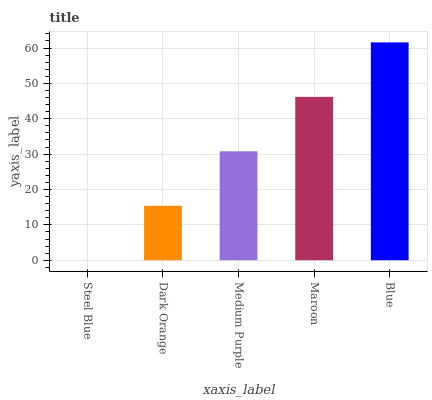 title
60
50
40
30
20
10
0
yaxis_label
Steel Blue
Dark Orange
Medium Purple
Maroon
Blue
xaxis_label